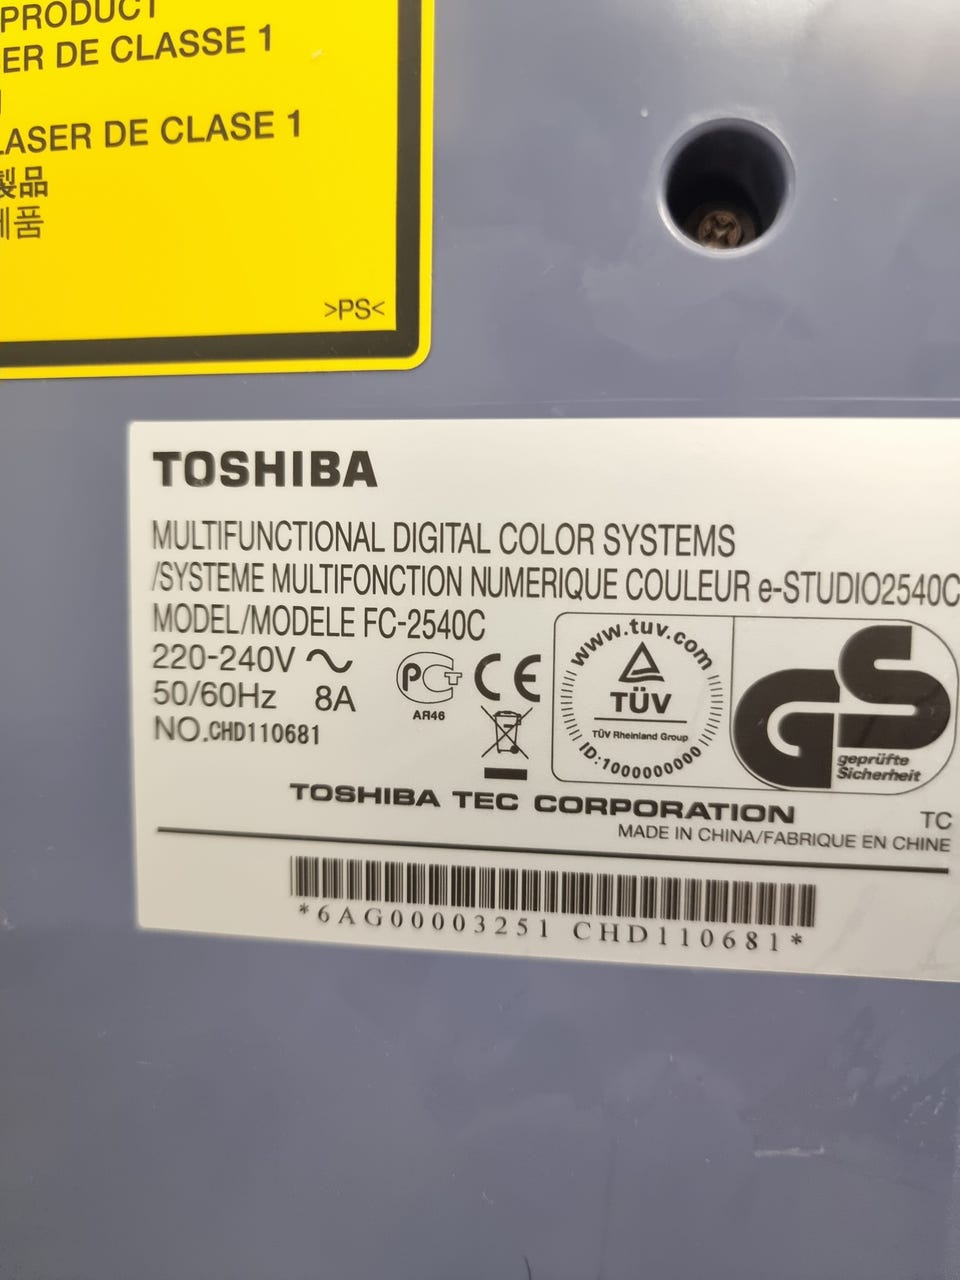 PRODUCT
ER DE CLASSE 1
LASER DE CLASE 1
製品
제품
>PS<
TOSHIBA
MULTIFUNCTIONAL DIGITAL COLOR SYSTEMS
/SYSTEME MULTIFONCTION NUMERIQUE COULEUR e-STUDIO2540C
MODEL/MODELE FC-2540C
220-240V
50/60Hz 8A
NO.CHD110681
AR46
CE
www.tuv.com
TÜV
TÜV Rheinland Group
ID:1000000000
GS
geprüfte
Sicherheit
TOSHIBA TEC CORPORATION
TC
MADE IN CHINA/FABRIQUE EN CHINE
*6AG00003251 CHD110681*